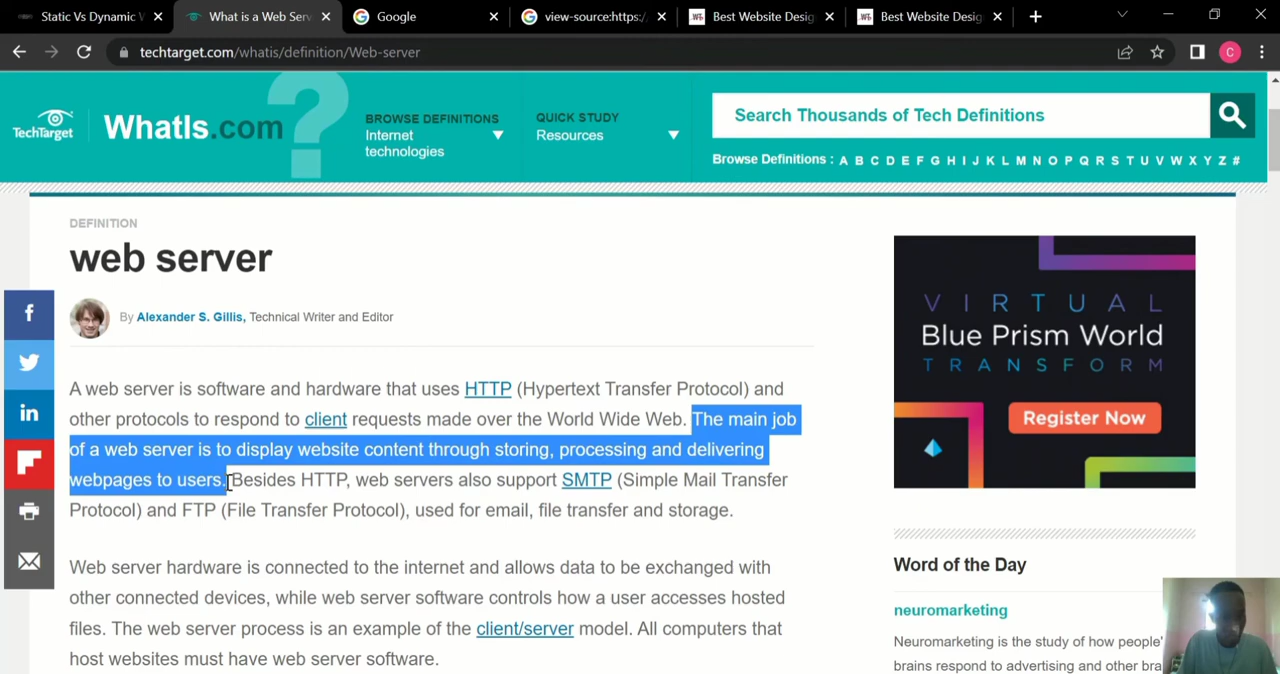 Static Vs Dynamic W
What is a Web Serv
Google
view-source:https:/
Best Website Desig
Best Website Desig
techtarget.com/whatis/definition/Web-server
C
TechTarget
WhatIs.com
BROWSE DEFINITIONS
Internet
technologies
QUICK STUDY
Resources
Search Thousands of Tech Definitions
Browse Definitions : A B C D E F G H I J K L M N O P Q R S T U V W X Y Z #
DEFINITION
web server
By Alexander S. Gillis, Technical Writer and Editor
A web server is software and hardware that uses HTTP (Hypertext Transfer Protocol) and
other protocols to respond to client requests made over the World Wide Web. The main job
of a web server is to display website content through storing, processing and delivering
webpages to users. Besides HTTP, web servers also support SMTP (Simple Mail Transfer
Protocol) and FTP (File Transfer Protocol), used for email, file transfer and storage.
Web server hardware is connected to the internet and allows data to be exchanged with
other connected devices, while web server software controls how a user accesses hosted
files. The web server process is an example of the client/server model. All computers that
host websites must have web server software.
VIRTUAL
Blue Prism World
TRANSFORM
Register Now
Word of the Day
neuromarketing
Neuromarketing is the study of how people'
brains respond to advertising and other bra